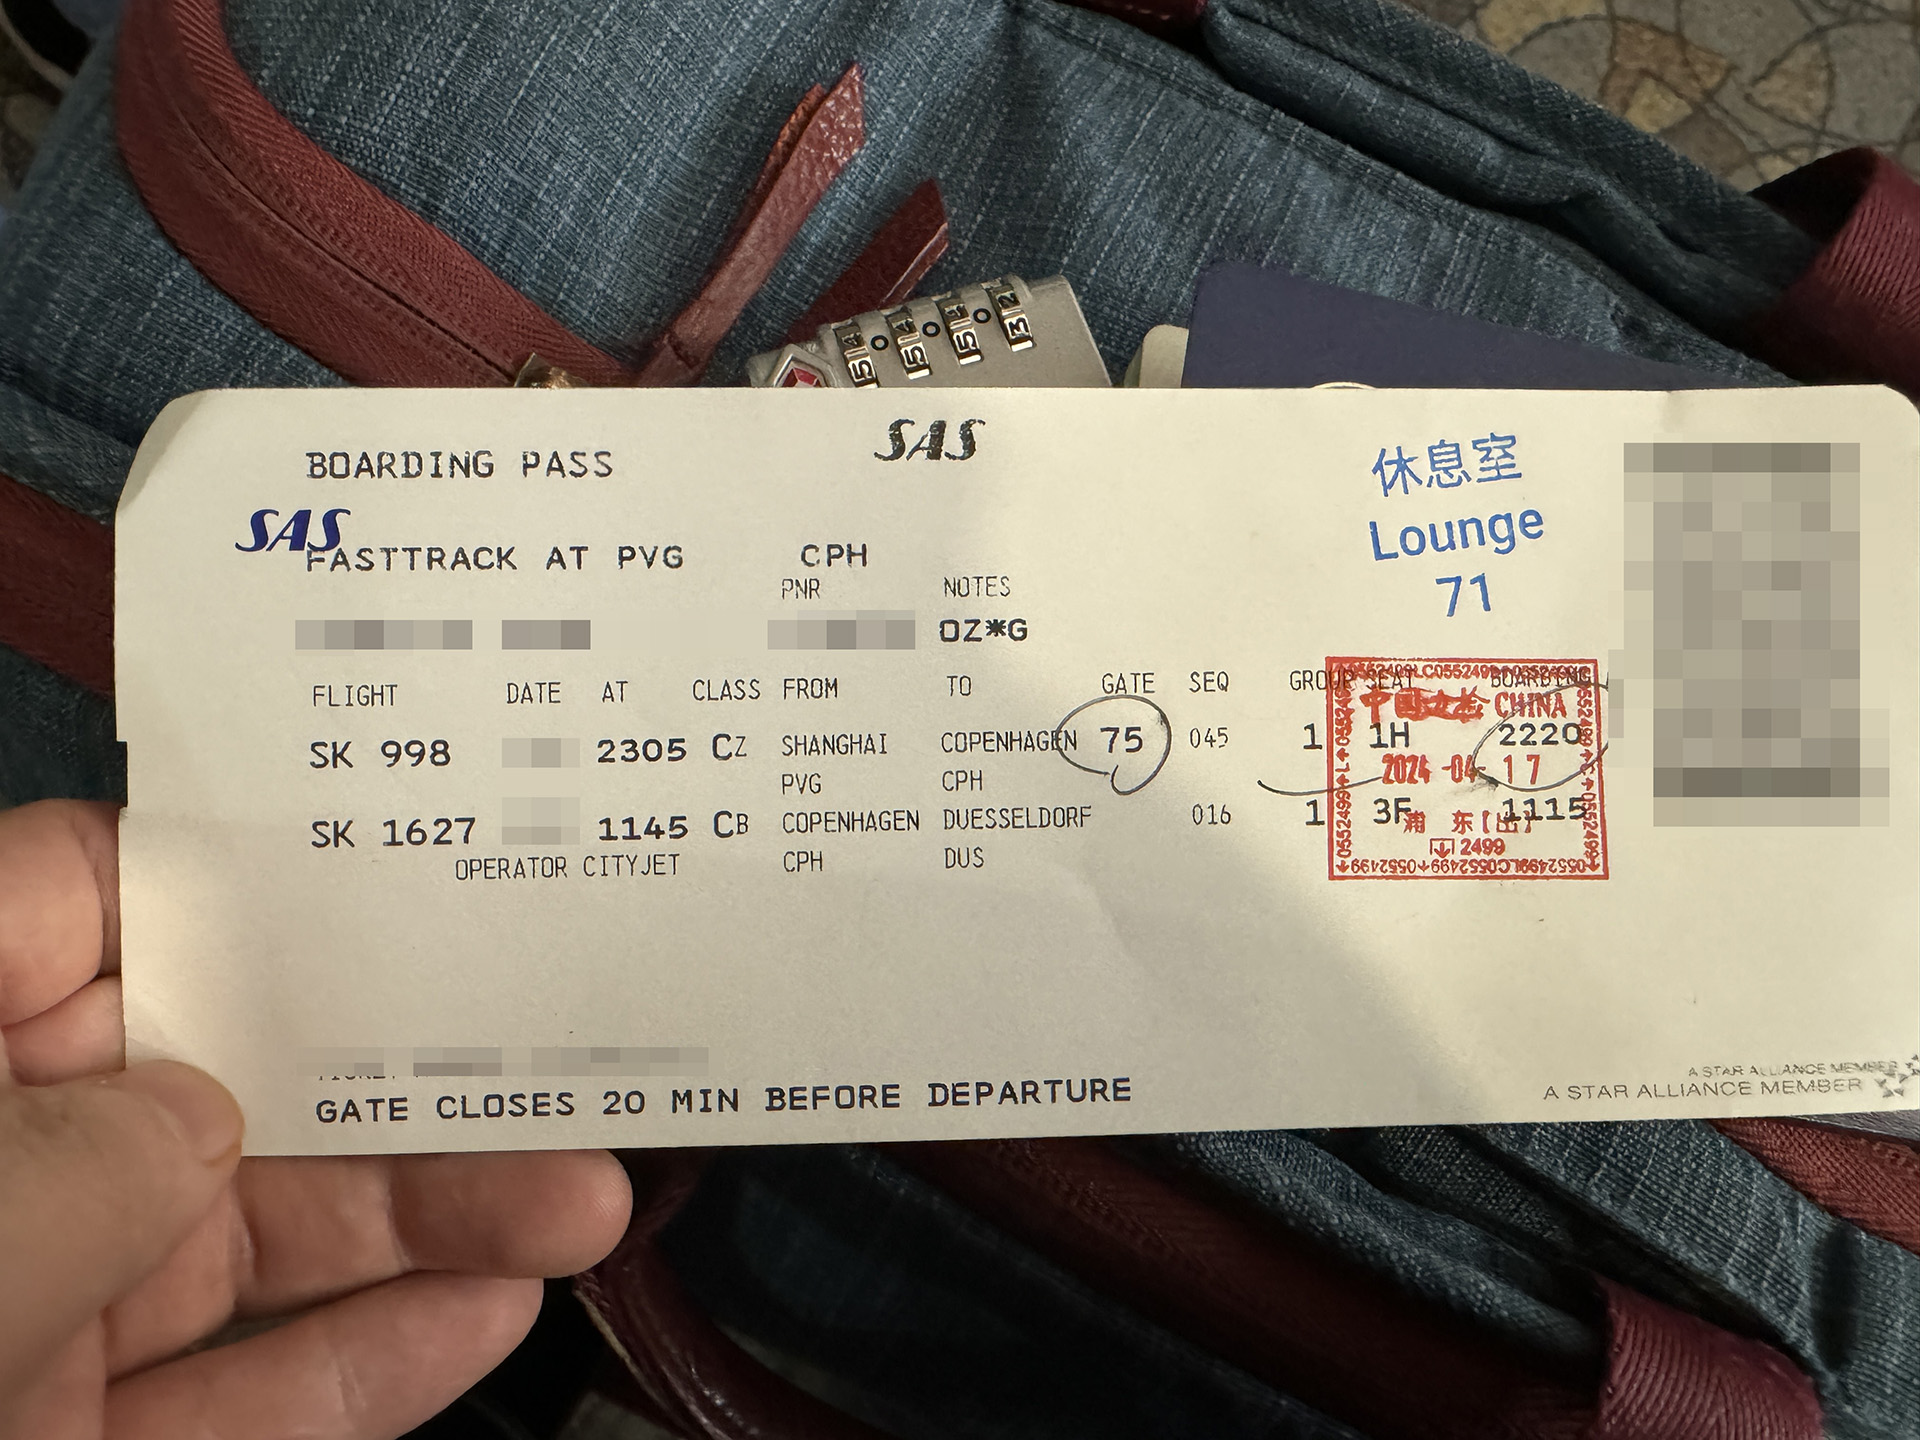 SAS
BOARDING PASS
SAS
FASTTRACK AT PVG CPH
PNR NOTES
OZ*G
休息室
Lounge
71
FLIGHT DATE AT CLASS FROM TO GATE SEQ GROUP SEAT BOARDING
SK 998 2305 CZ SHANGHAI COPENHAGEN 75 045 1 1H 2220
PVG CPH
SK 1627 1145 CB COPENHAGEN DUESSELDORF 016 1 3F 1115
OPERATOR CITYJET CPH DUS
中国边检 CHINA
2024-04-17
浦东[出]
2499
GATE CLOSES 20 MIN BEFORE DEPARTURE
A STAR ALLIANCE MEMBER
A STAR ALLIANCE MEMBER